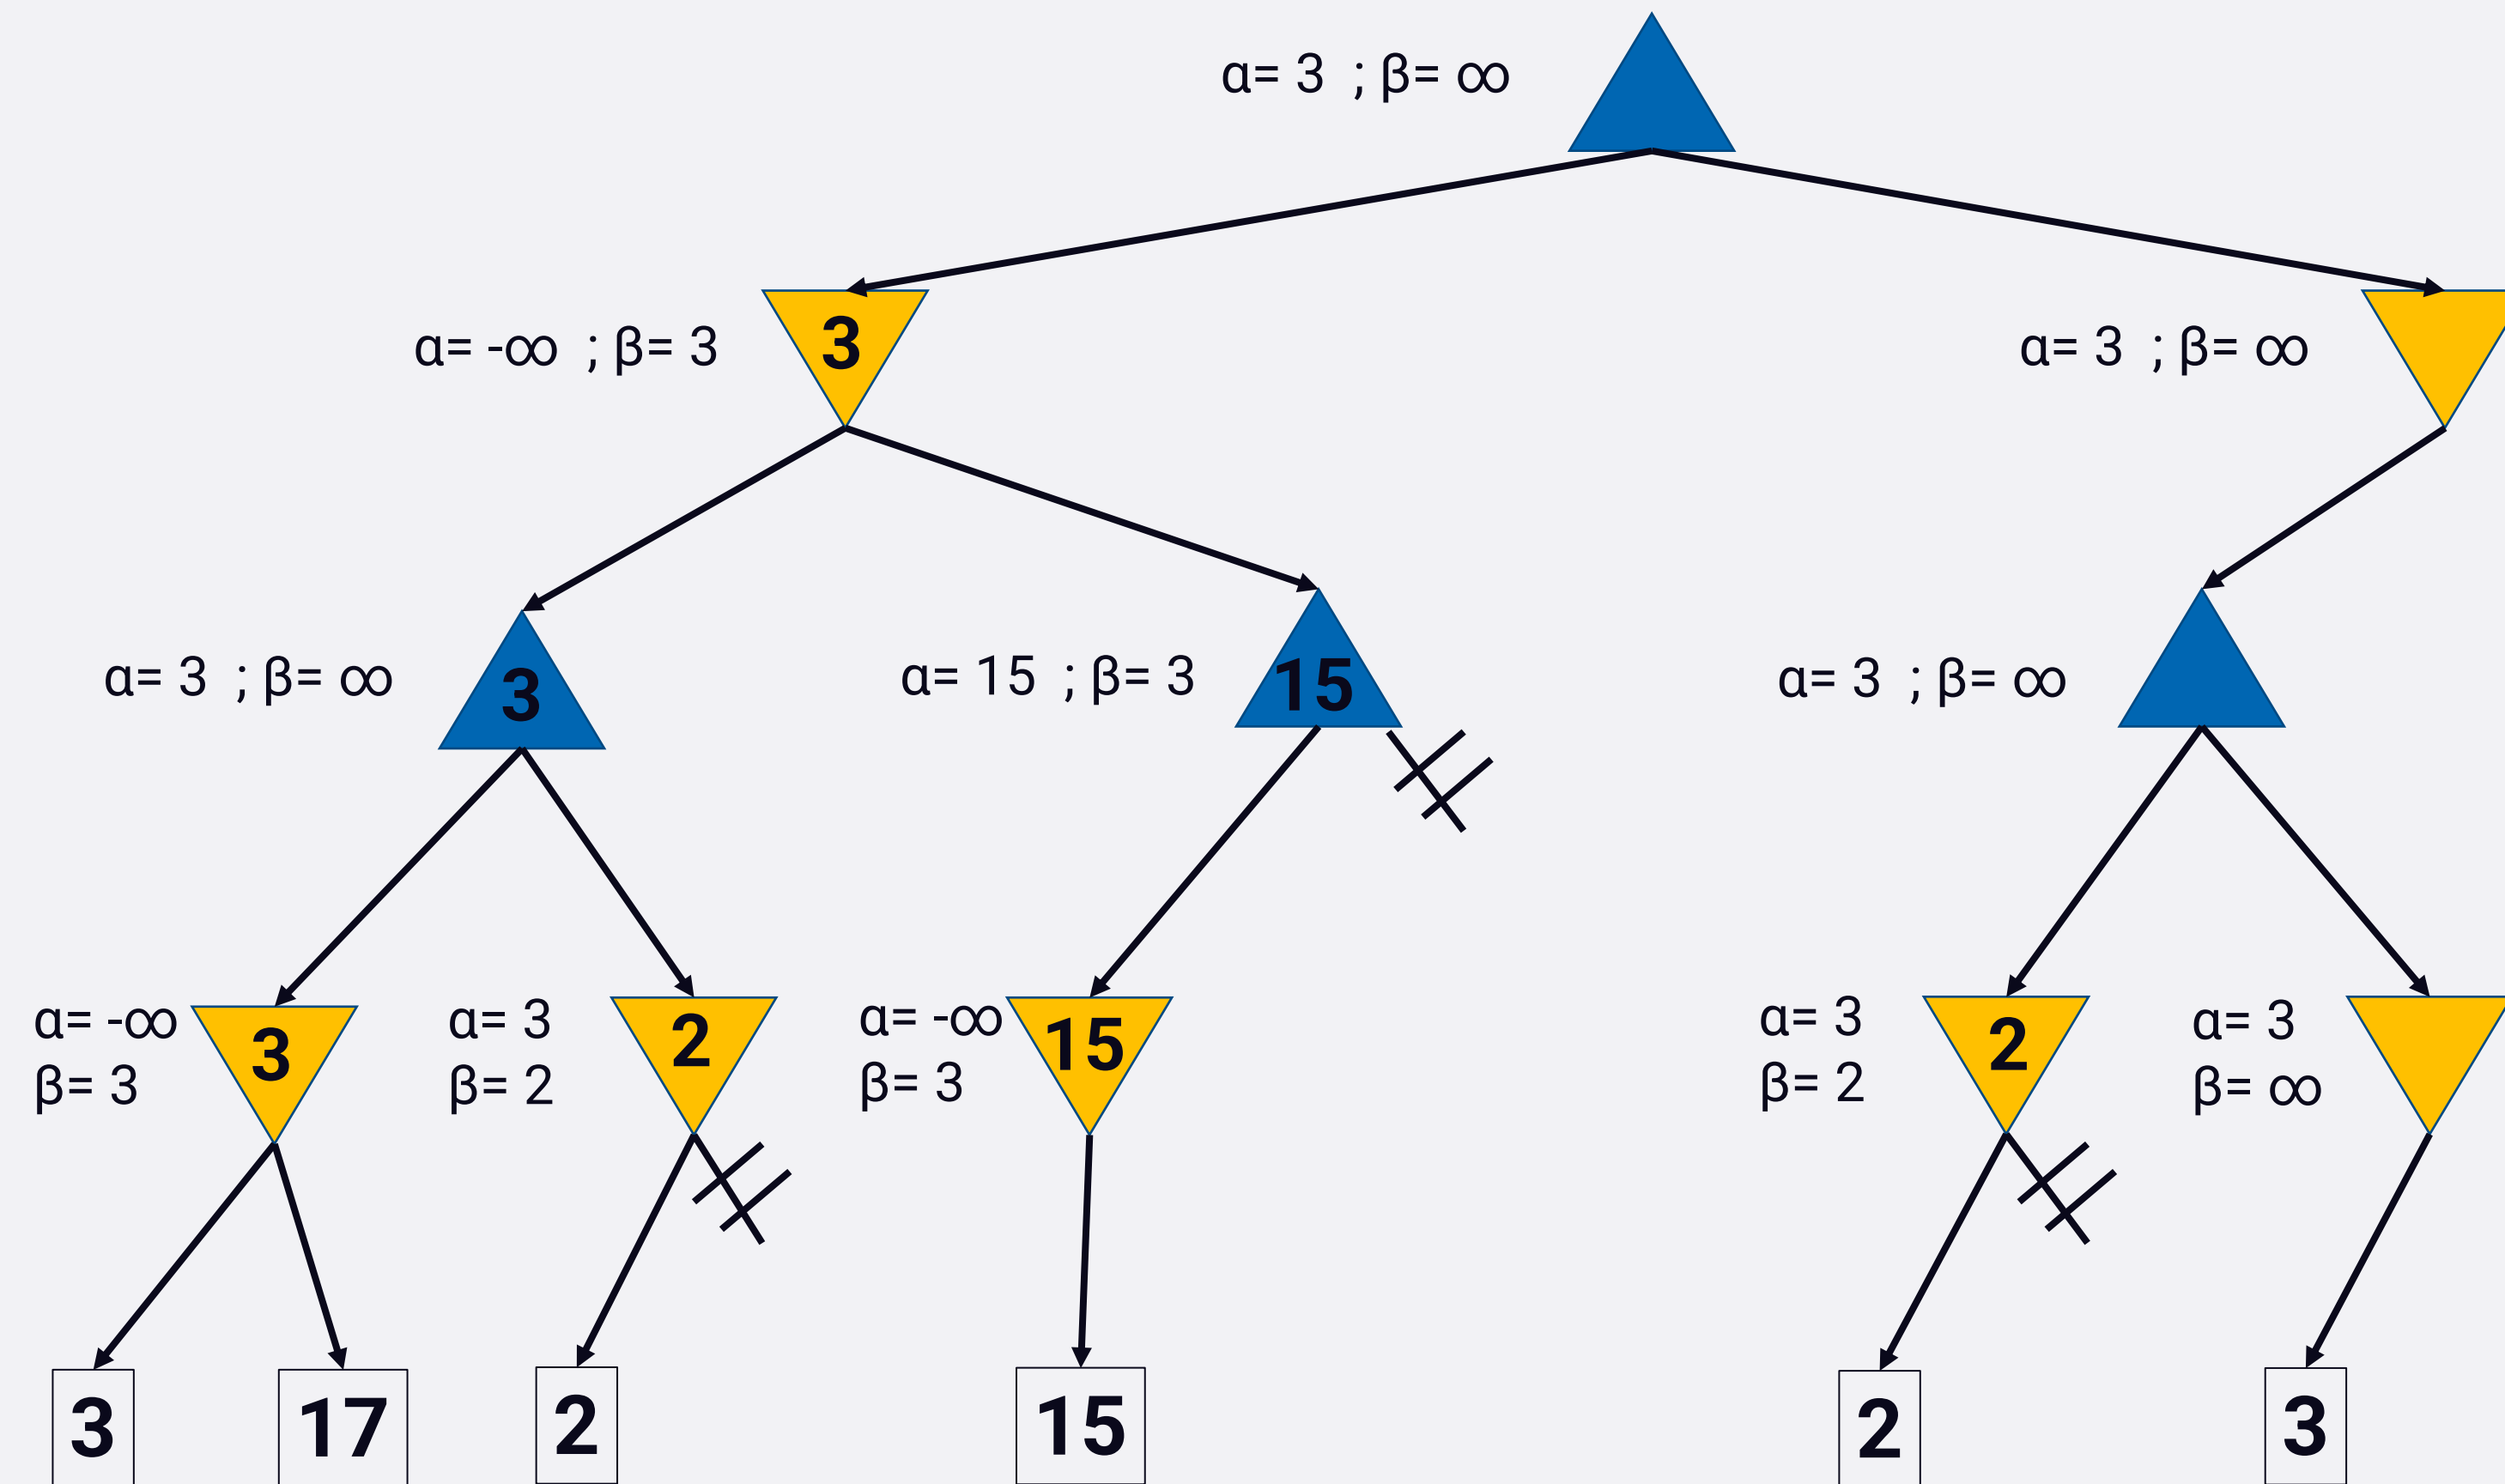 α= 3 ; β= ∞
α= -∞ ; β= 3
3
α= 3 ; β= ∞
α= 3 ; β= ∞
3
α= 15 ; β= 3
15
α= 3 ; β= ∞
α= -∞
β= 3
3
α= 3
β= 2
2
α= -∞
β= 3
15
α= 3
β= 2
2
α= 3
β= ∞
3
17
2
15
2
3